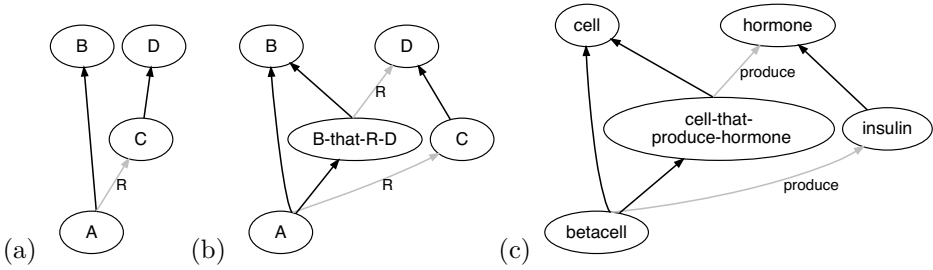 B
D
C
R
A
(a)
B
D
R
B-that-R-D
C
R
A
(b)
cell
hormone
produce
cell-that-
produce-hormone
insulin
produce
betacell
(c)